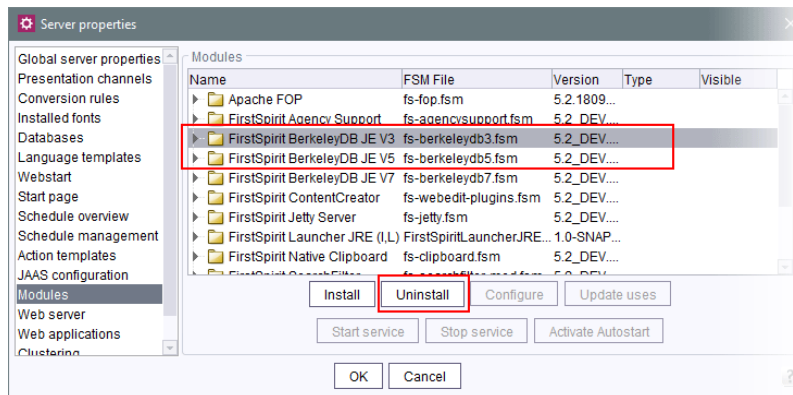 Server properties
Global server properties
Presentation channels
Conversion rules
Installed fonts
Databases
Language templates
Webstart
Start page
Schedule overview
Schedule management
Action templates
JAAS configuration
Modules
Web server
Web applications
Clustering
Modules
Name FSM File Version Type Visible
Apache FOP fs-fop.fsm 5.2.1809...
FirstSpirit Agency Support fs-agencysupport.fsm 5.2_DEV....
FirstSpirit BerkeleyDB JE V3 fs-berkeleydb3.fsm 5.2_DEV....
FirstSpirit BerkeleyDB JE V5 fs-berkeleydb5.fsm 5.2_DEV....
FirstSpirit BerkeleyDB JE V7 fs-berkeleydb7.fsm 5.2_DEV....
FirstSpirit ContentCreator fs-webedit-plugins.fsm 5.2_DEV....
FirstSpirit Jetty Server fs-jetty.fsm 5.2_DEV....
FirstSpirit Launcher JRE (I,L) FirstSpiritLauncherJRE... 1.0-SNAP...
FirstSpirit Native Clipboard fs-clipboard.fsm 5.2_DEV....
FirstSpirit SearchFilter 5.2_DEV....
Install Uninstall Configure Update uses
Start service Stop service Activate Autostart
OK Cancel
?